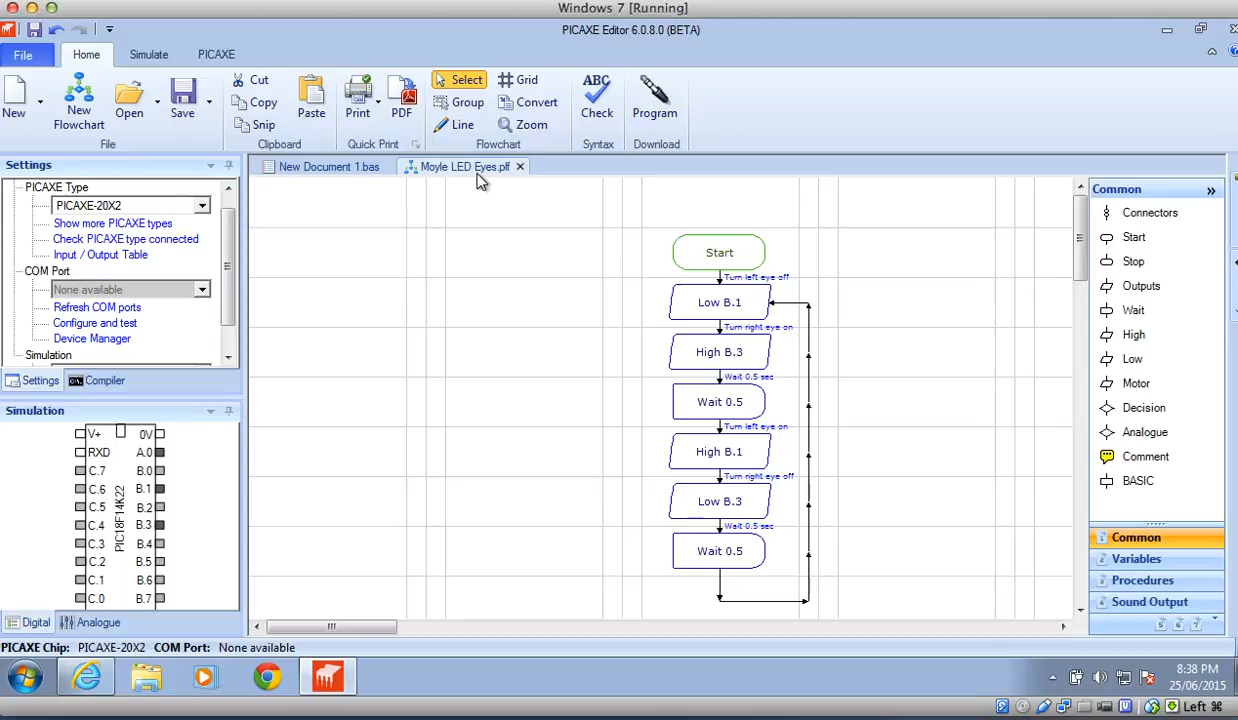 Windows 7 [Running]
PICAXE Editor 6.0.8.0 (BETA)
File Home Simulate PICAXE
New
New Flowchart
Open
Save
File
Cut
Copy
Snip
Paste
Clipboard
Print
PDF
Quick Print
Select
Group
Line
Grid
Convert
Zoom
Flowchart
ABC
Check
Syntax
Program
Download
Settings
PICAXE Type
PICAXE-20X2
Show more PICAXE types
Check PICAXE type connected
Input / Output Table
COM Port
None available
Refresh COM ports
Configure and test
Device Manager
Simulation
Settings Compiler
Simulation
V+ 0V
RXD A.0
C.7 B.0
C.6 B.1
C.5 B.2
C.4 B.3
C.3 B.4
C.2 B.5
C.1 B.6
C.0 B.7
PIC18F14K22
Digital Analogue
New Document 1.bas Moyle LED Eyes.plf
Start
Turn left eye off
Low B.1
Turn right eye on
High B.3
Wait 0.5 sec
Wait 0.5
Turn left eye on
High B.1
Turn right eye off
Low B.3
Wait 0.5 sec
Wait 0.5
Common
Connectors
Start
Stop
Outputs
Wait
High
Low
Motor
Decision
Analogue
Comment
BASIC
Common
Variables
Procedures
Sound Output
5 6 7
PICAXE Chip: PICAXE-20X2 COM Port: None available
8:38 PM
25/06/2015
Left ⌘